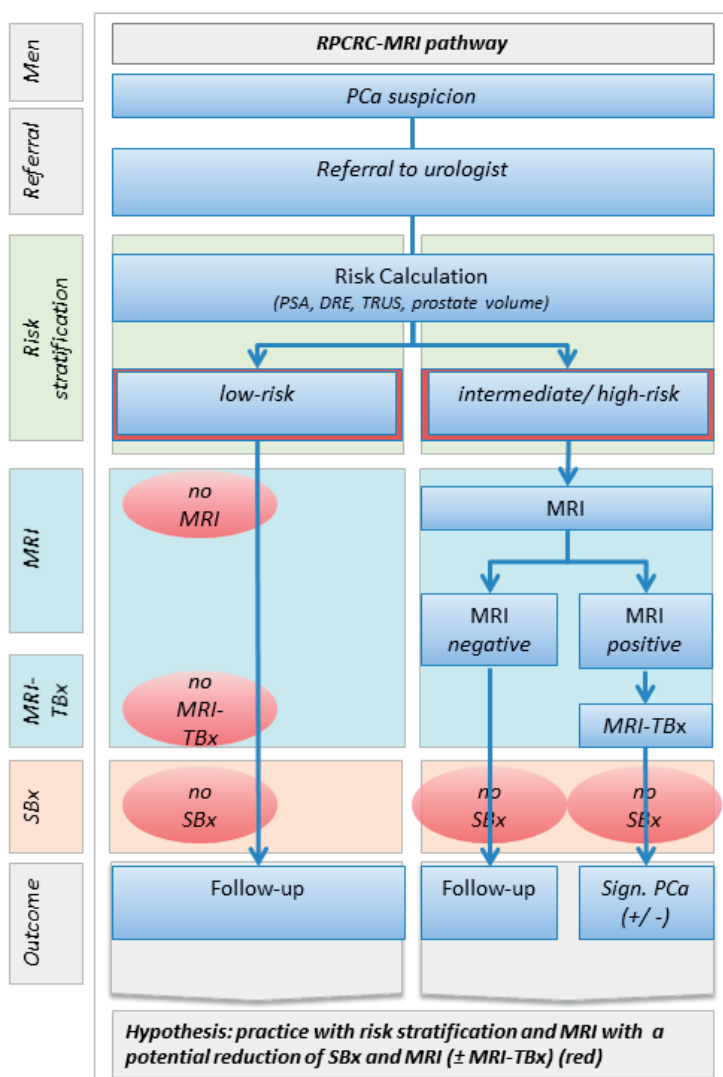 RPCRC-MRI pathway
Men
PCa suspicion
Referral
Referral to urologist
Risk
stratification
Risk Calculation
(PSA, DRE, TRUS, prostate volume)
low-risk
intermediate/ high-risk
MRI
no
MRI
MRI
MRI
negative
MRI
positive
MRI-
TBx
no
MRI-
TBx
MRI-TBx
SBx
no
SBx
no
SBx
no
SBx
Outcome
Follow-up
Follow-up
Sign. PCa
(+/ -)
Hypothesis: practice with risk stratification and MRI with a
potential reduction of SBx and MRI (± MRI-TBx) (red)